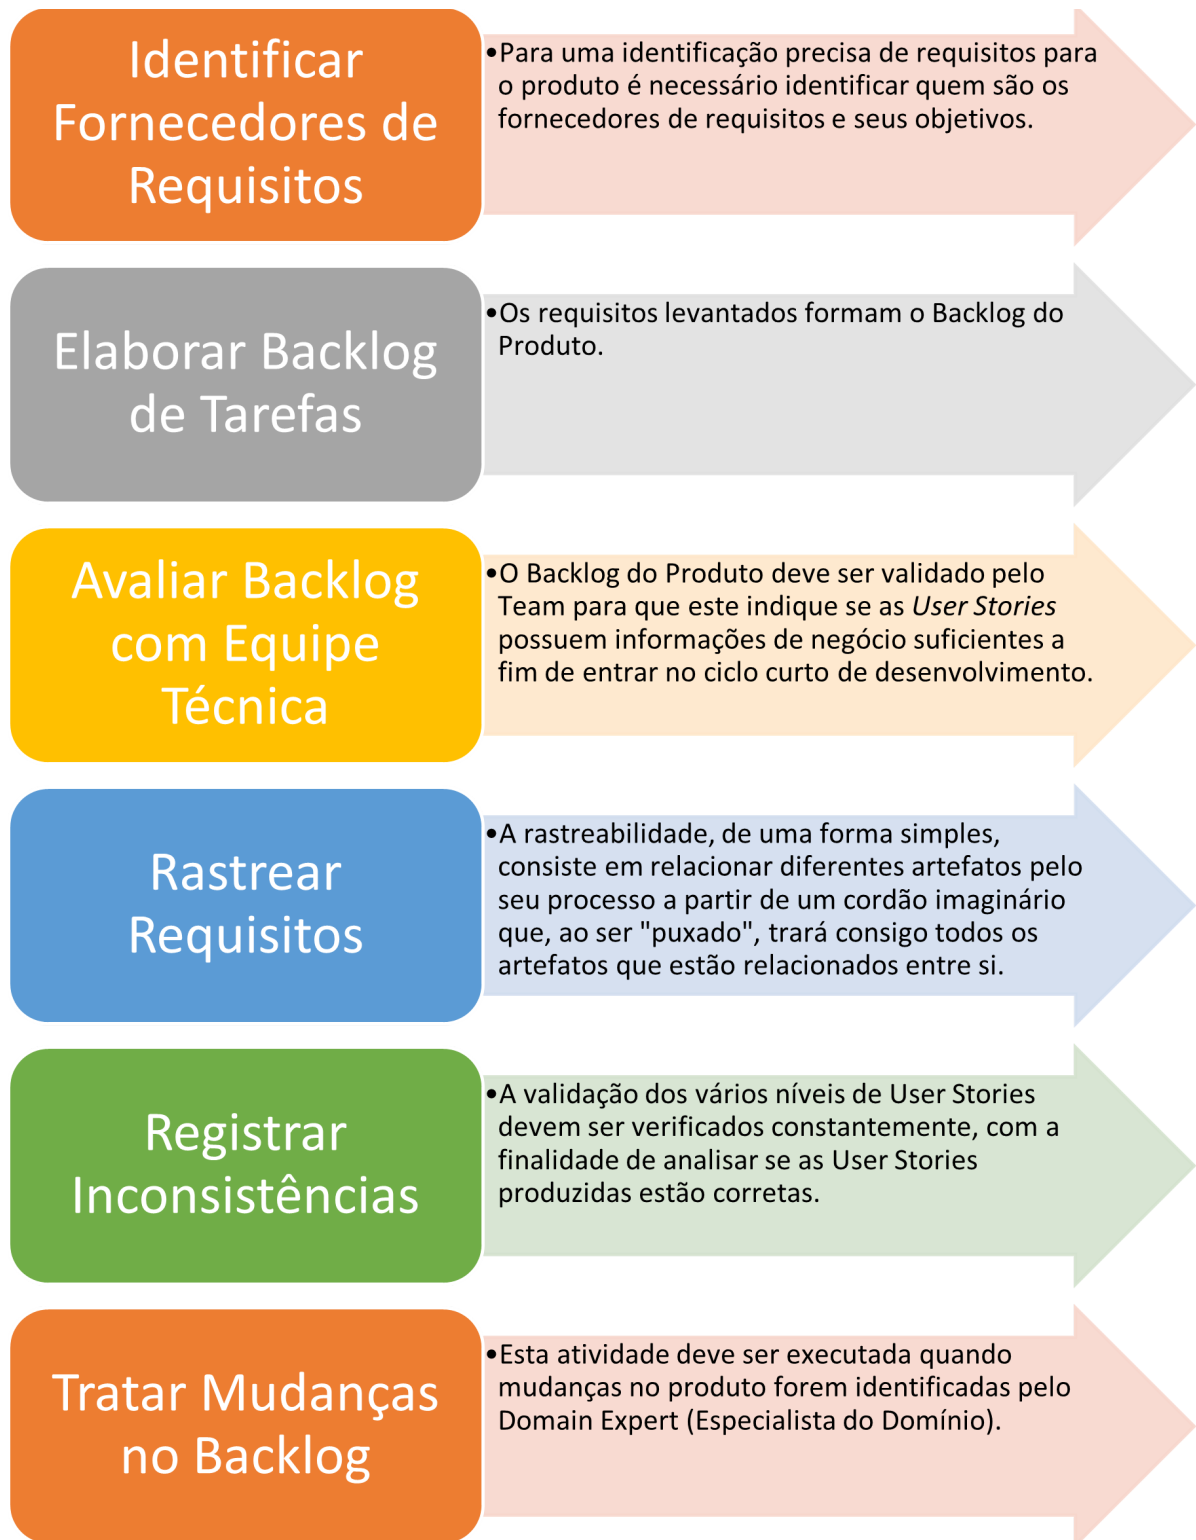 Identificar
Fornecedores de
Requisitos
•Para uma identificação precisa de requisitos para
o produto é necessário identificar quem são os
fornecedores de requisitos e seus objetivos.
Elaborar Backlog
de Tarefas
•Os requisitos levantados formam o Backlog do
Produto.
Avaliar Backlog
com Equipe
Técnica
•O Backlog do Produto deve ser validado pelo
Team para que este indique se as User Stories
possuem informações de negócio suficientes a
fim de entrar no ciclo curto de desenvolvimento.
Rastrear
Requisitos
•A rastreabilidade, de uma forma simples,
consiste em relacionar diferentes artefatos pelo
seu processo a partir de um cordão imaginário
que, ao ser "puxado", trará consigo todos os
artefatos que estão relacionados entre si.
Registrar
Inconsistências
•A validação dos vários níveis de User Stories
devem ser verificados constantemente, com a
finalidade de analisar se as User Stories
produzidas estão corretas.
Tratar Mudanças
no Backlog
•Esta atividade deve ser executada quando
mudanças no produto forem identificadas pelo
Domain Expert (Especialista do Domínio).